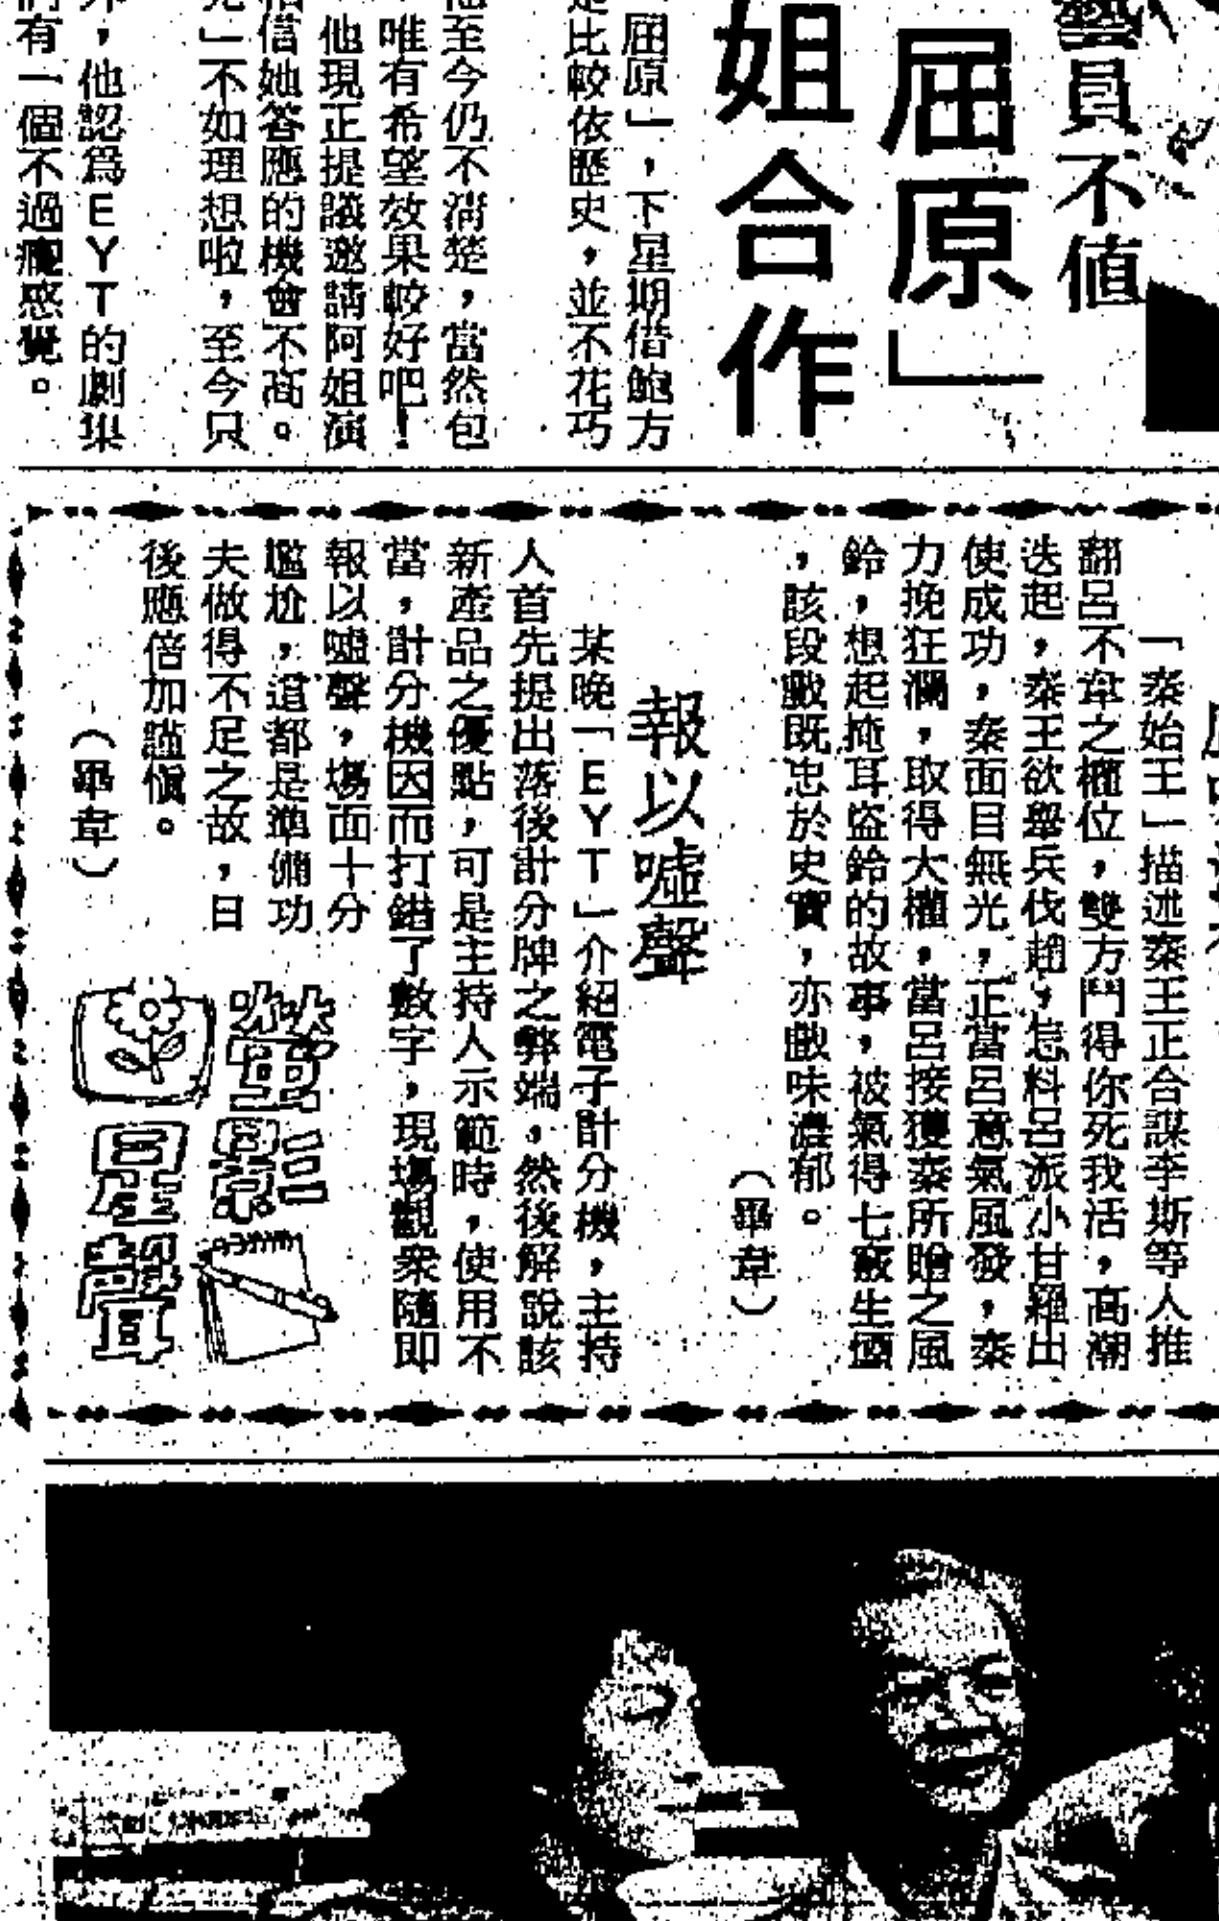 藝員不值
屈原」
姐合作
屈原」，下星期借鮑方
比較依歷史，並不花巧
至今仍不清楚，當然包
唯有希望效果較好吧！
他現正提議邀請阿姐演
信她答應的機會不高。
」不如理想啦，至今只
，他認爲EYT的劇集
有一個不過癮感覺。
「秦始王」描述秦王正合謀李斯等人推
翻呂不韋之權位，雙方鬥得你死我活，高潮
迭起，秦王欲舉兵伐趙，怎料呂派小甘羅出
使成功，秦面目無光，正當呂意氣風發，秦
力挽狂瀾，取得大權，當呂接獲秦所贈之風
鈴，想起掩耳盜鈴的故事，被氣得七竅生煙
，該段戲既忠於史實，亦戲味濃郁。
（畢韋）
報以噓聲
某晚「EYT」介紹電子計分機，主持
人首先提出落後計分牌之弊端，然後解說該
新產品之優點，可是主持人示範時，使用不
當，計分機因而打錯了數字，現場觀衆隨即
報以噓聲，場面十分
尷尬，這都是準備功
夫做得不足之故，日
後應倍加謹愼。
（畢韋）
螢影
星聲